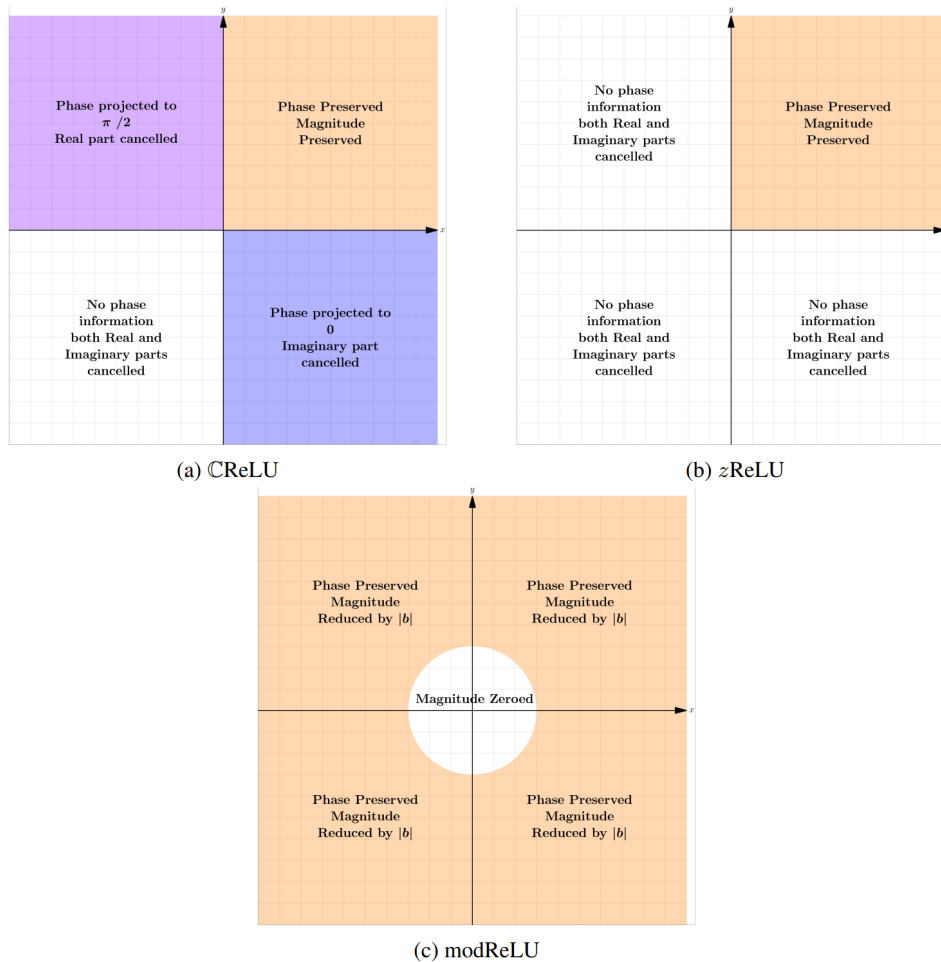 y
Phase projected to
π /2
Real part cancelled
Phase Preserved
Magnitude
Preserved
x
No phase
information
both Real and
Imaginary parts
cancelled
Phase projected to
0
Imaginary part
cancelled
(a) ℂReLU
y
No phase
information
both Real and
Imaginary parts
cancelled
Phase Preserved
Magnitude
Preserved
x
No phase
information
both Real and
Imaginary parts
cancelled
No phase
information
both Real and
Imaginary parts
cancelled
(b) zReLU
y
Phase Preserved
Magnitude
Reduced by |b|
Phase Preserved
Magnitude
Reduced by |b|
Magnitude Zeroed
x
Phase Preserved
Magnitude
Reduced by |b|
Phase Preserved
Magnitude
Reduced by |b|
(c) modReLU